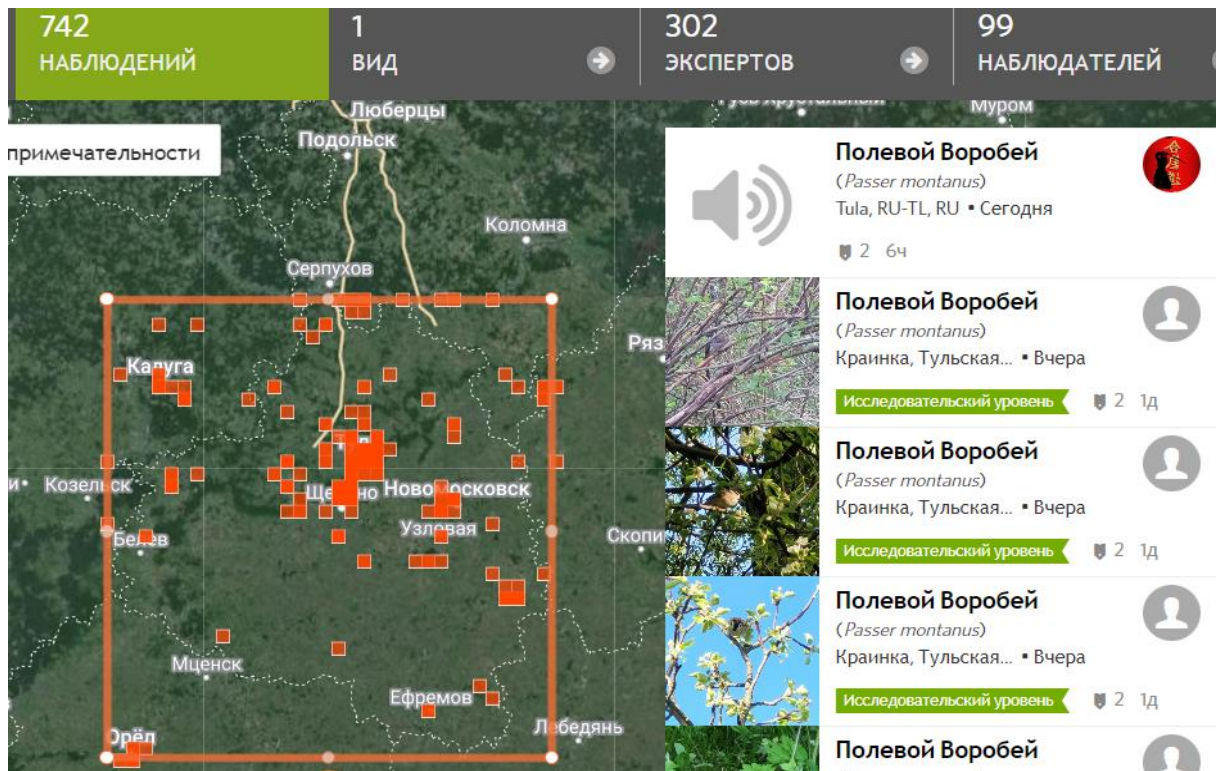 742
НАБЛЮДЕНИЙ
1
ВИД
302
ЭКСПЕРТОВ
99
НАБЛЮДАТЕЛЕЙ
Люберцы
Муром
Подольск
примечательности
Коломна
Серпухов
Калуга
Ряз
Козельск
Новомосковск
Узловая
Белёв
Скопи
Мценск
Ефремов
Лебедянь
Орёл
Полевой Воробей
(Passer montanus)
Tula, RU-TL, RU ▪ Сегодня
2 6ч
Полевой Воробей
(Passer montanus)
Краинка, Тульская... ▪ Вчера
Исследовательский уровень 2 1д
Полевой Воробей
(Passer montanus)
Краинка, Тульская... ▪ Вчера
Исследовательский уровень 2 1д
Полевой Воробей
(Passer montanus)
Краинка, Тульская... ▪ Вчера
Исследовательский уровень 2 1д
Полевой Воробей